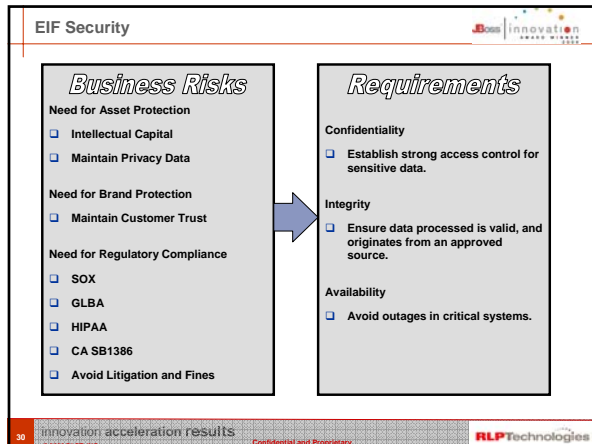 EIF Security
JBoss innovation
AWARD WINNER
Business Risks
Need for Asset Protection
Intellectual Capital
Maintain Privacy Data
Need for Brand Protection
Maintain Customer Trust
Need for Regulatory Compliance
SOX
GLBA
HIPAA
CA SB1386
Avoid Litigation and Fines
Requirements
Confidentiality
Establish strong access control for
sensitive data.
Integrity
Ensure data processed is valid, and
originates from an approved
source.
Availability
Avoid outages in critical systems.
30
innovation acceleration results
Confidential and Proprietary
RLPTechnologies